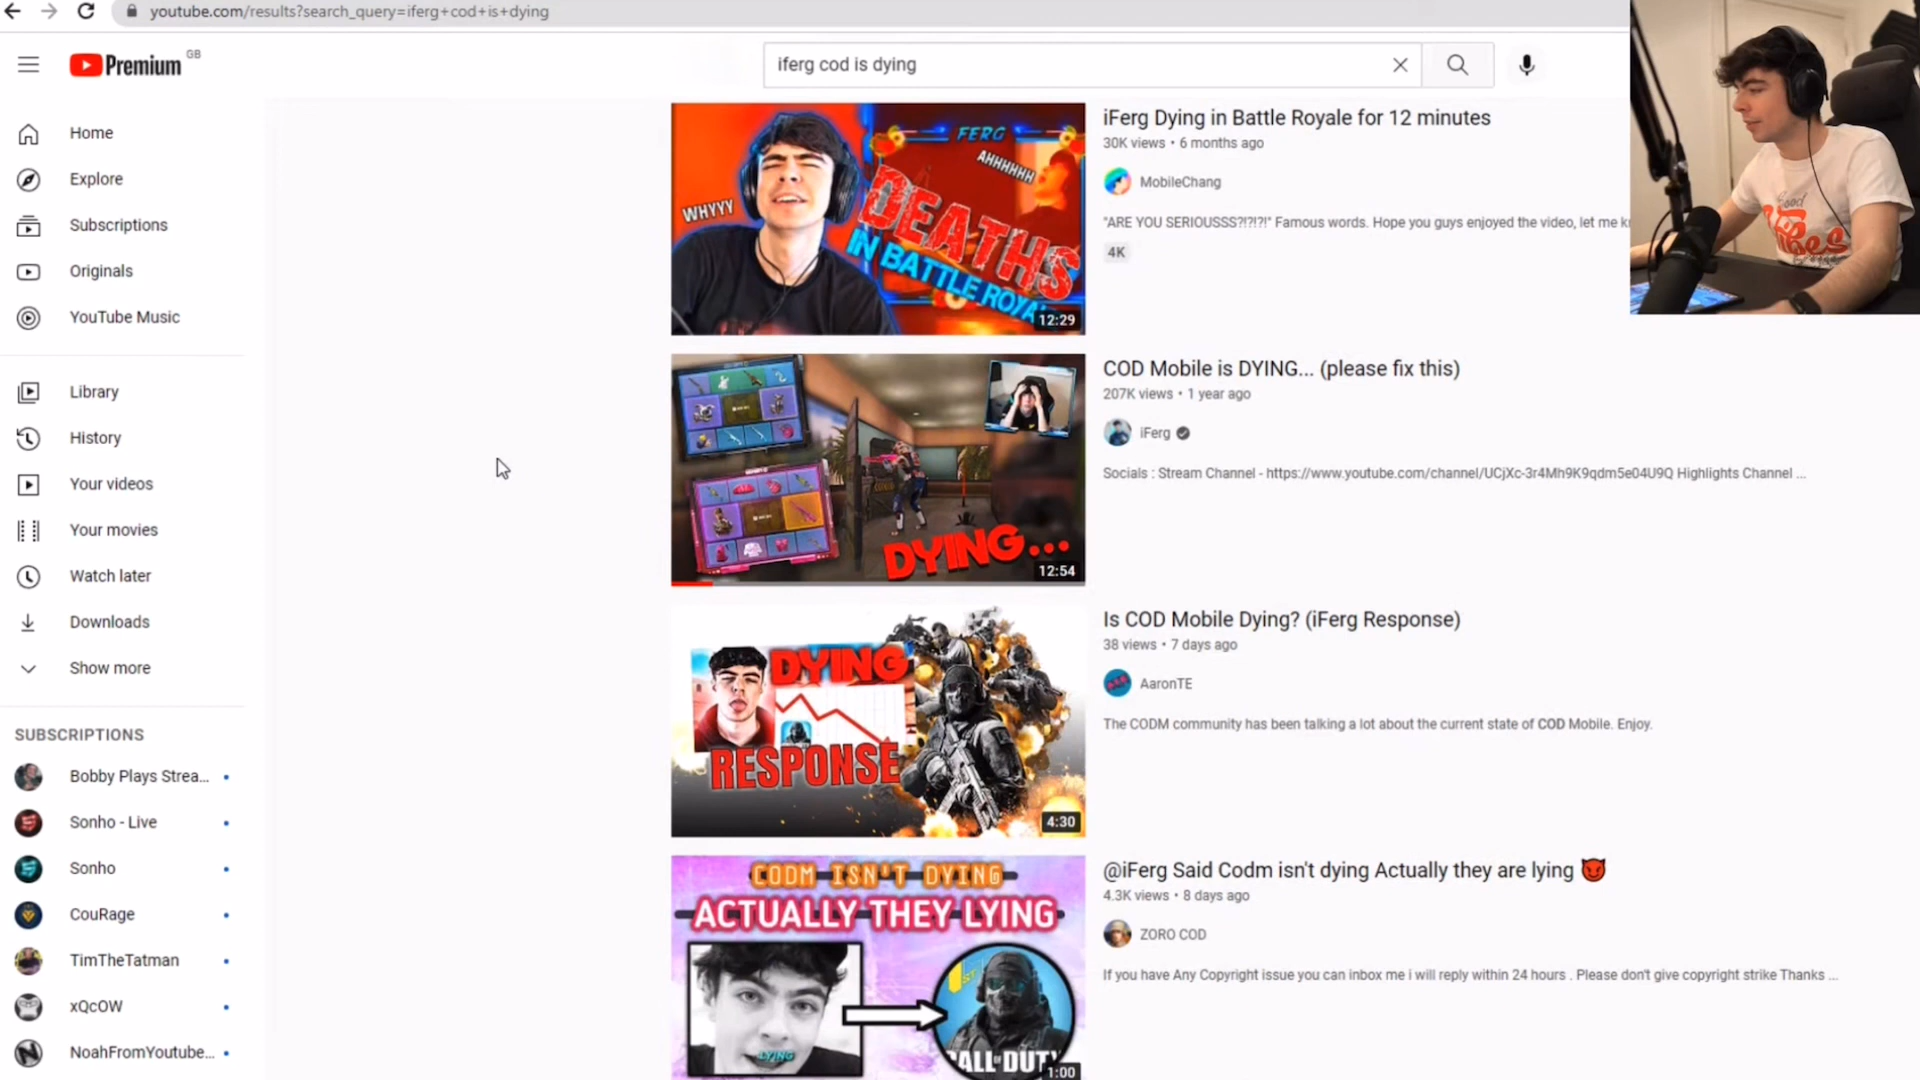 youtube.com/results?search_query=iferg+cod+is+dying
Premium GB
iferg cod is dying
Home
Explore
Subscriptions
Originals
YouTube Music
Library
History
Your videos
Your movies
Watch later
Downloads
Show more
SUBSCRIPTIONS
Bobby Plays Strea...
Sonho - Live
Sonho
CouRage
TimTheTatman
xQcOW
NoahFromYoutube...
FERG
AHHHHHH
WHYYY
DEATHS
IN BATTLE ROYA
12:29
iFerg Dying in Battle Royale for 12 minutes
30K views • 6 months ago
MobileChang
"ARE YOU SERIOUSSS?!?!?!" Famous words. Hope you guys enjoyed the video, let me k
4K
DYING...
12:54
COD Mobile is DYING... (please fix this)
207K views • 1 year ago
iFerg
Socials : Stream Channel - https://www.youtube.com/channel/UCjXc-3r4Mh9K9qdm5e04U9Q Highlights Channel ...
DYING
RESPONSE
4:30
Is COD Mobile Dying? (iFerg Response)
38 views • 7 days ago
AaronTE
The CODM community has been talking a lot about the current state of COD Mobile. Enjoy.
CODM ISN'T DYING
ACTUALLY THEY LYING
LYING
CALL OF DUTY
1:00
@iFerg Said Codm isn't dying Actually they are lying 😈
4.3K views • 8 days ago
ZORO COD
If you have Any Copyright issue you can inbox me i will reply within 24 hours . Please don't give copyright strike Thanks ...
Good
Vibes